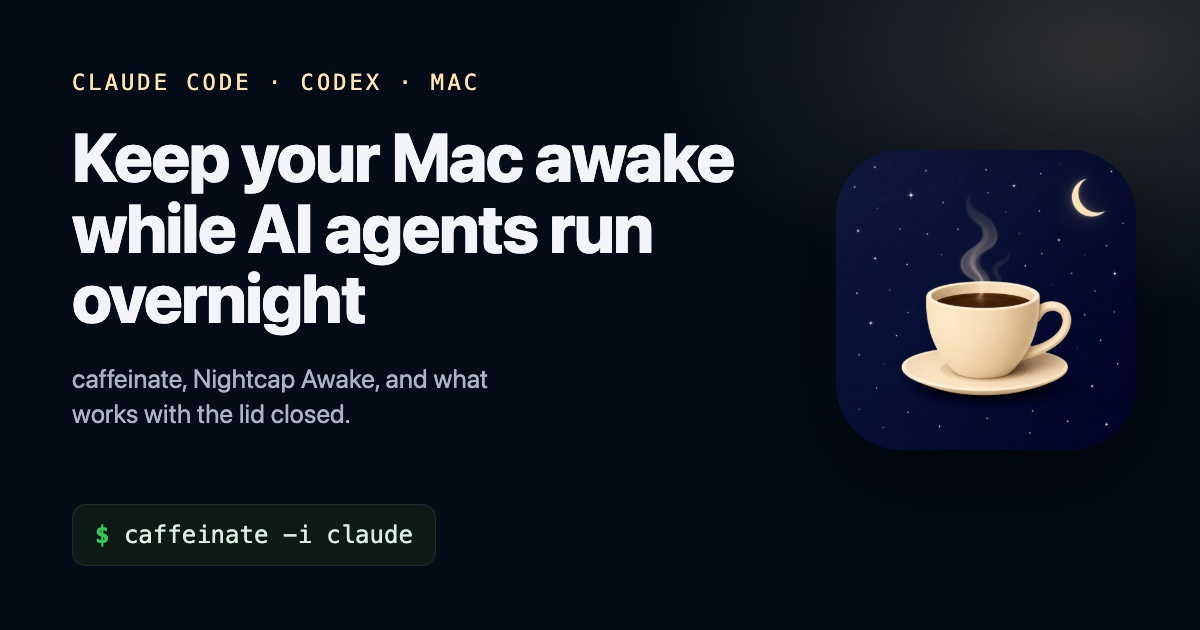 CLAUDE CODE · CODEX · MAC
Keep your Mac awake
while AI agents run
overnight
caffeinate, Nightcap Awake, and what
works with the lid closed.
$ caffeinate -i claude